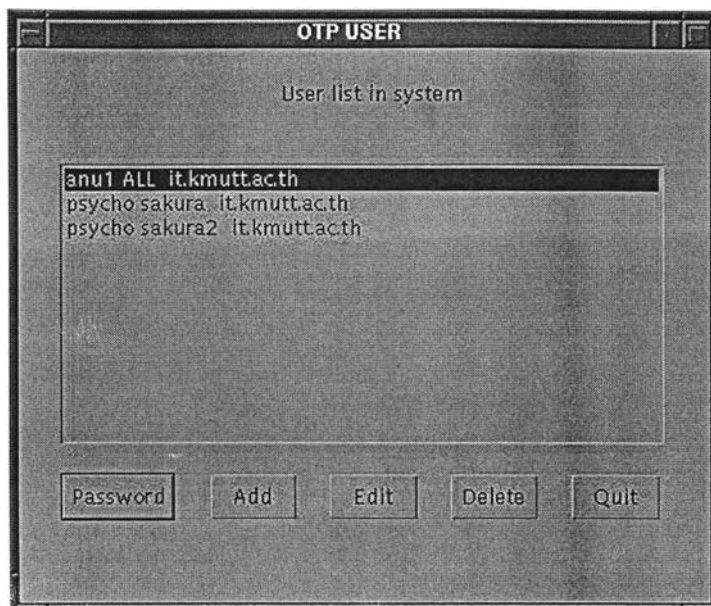 OTP USER
User list in system
anu1 ALL it.kmutt.ac.th
psycho sakura it.kmutt.ac.th
psycho sakura2 it.kmutt.ac.th
Password Add Edit Delete Quit